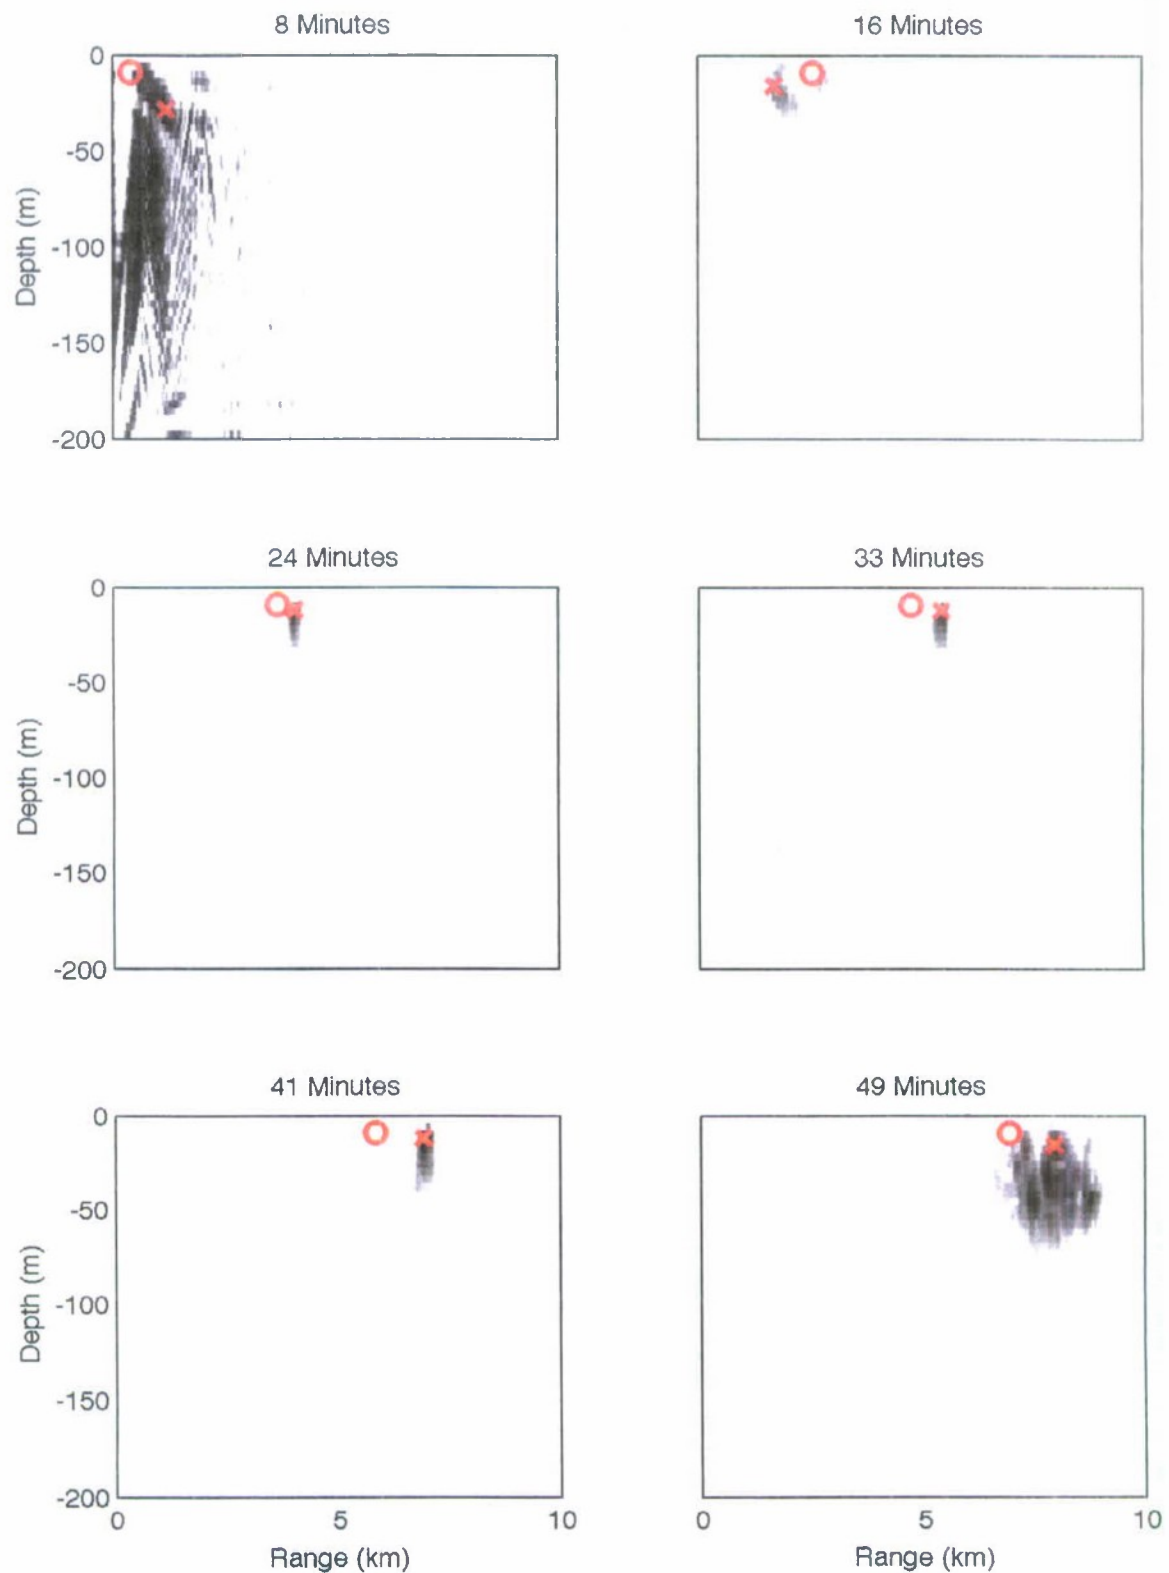 8 Minutes
16 Minutes
0
-50
-100
-150
-200
Depth (m)
24 Minutes
33 Minutes
0
-50
-100
-150
-200
Depth (m)
41 Minutes
49 Minutes
0
-50
-100
-150
-200
Depth (m)
0 5 10
0 5 10
Range (km)
Range (km)